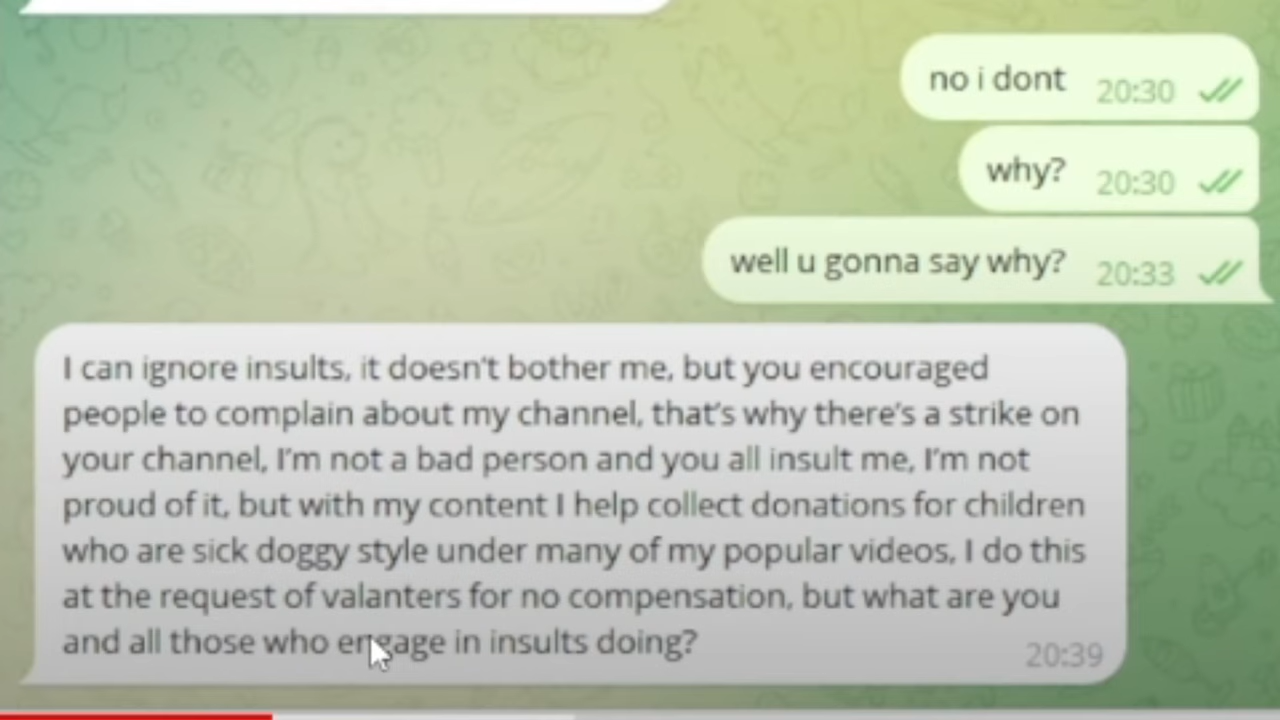 no i dont 20:30
why? 20:30
well u gonna say why? 20:33
I can ignore insults, it doesn't bother me, but you encouraged
people to complain about my channel, that's why there's a strike on
your channel, I'm not a bad person and you all insult me, I'm not
proud of it, but with my content I help collect donations for children
who are sick doggy style under many of my popular videos, I do this
at the request of valanters for no compensation, but what are you
and all those who engage in insults doing?
20:39